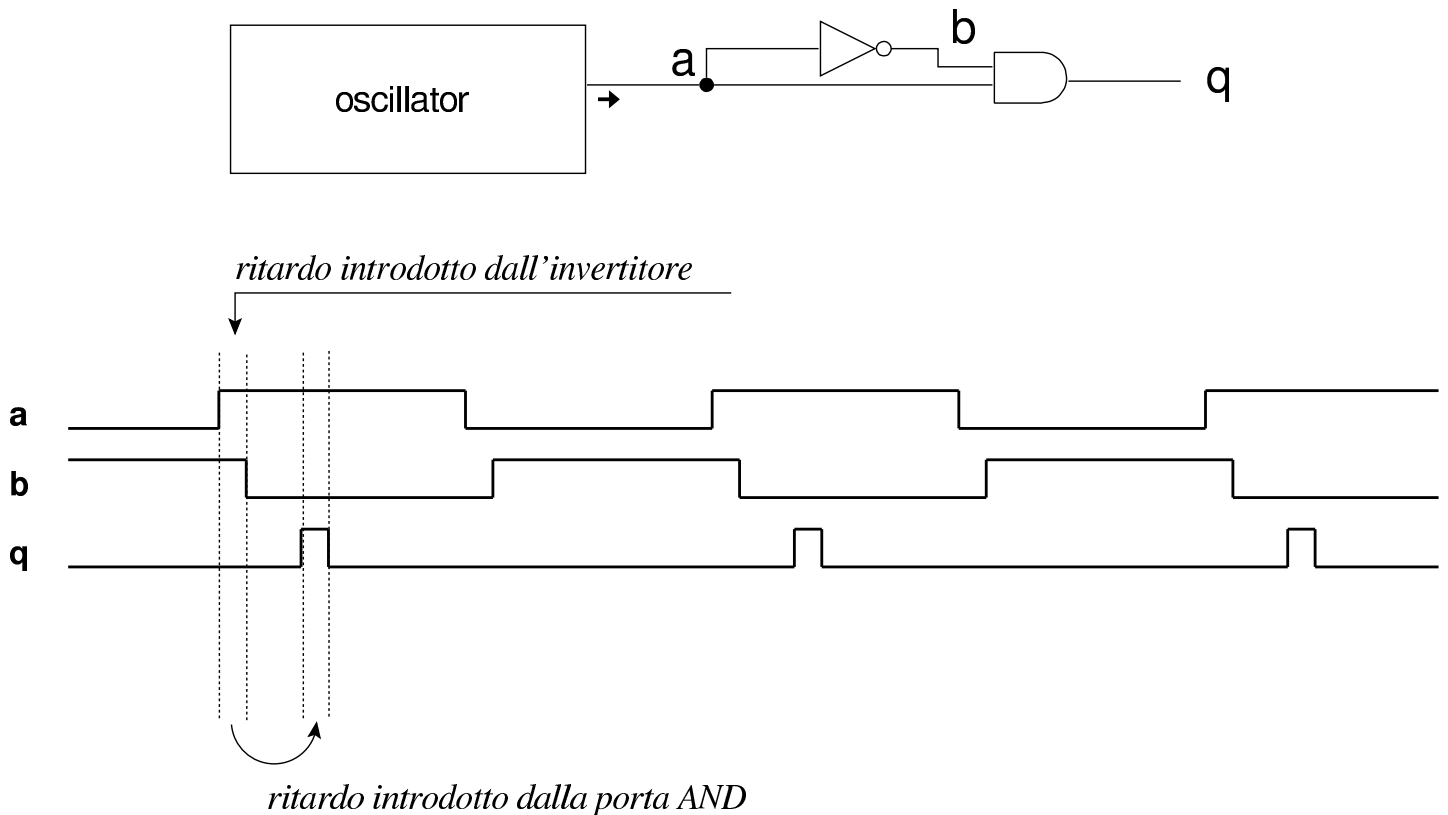 a
b
oscillator
q
ritardo introdotto dall’invertitore
a
b
q
ritardo introdotto dalla porta AND